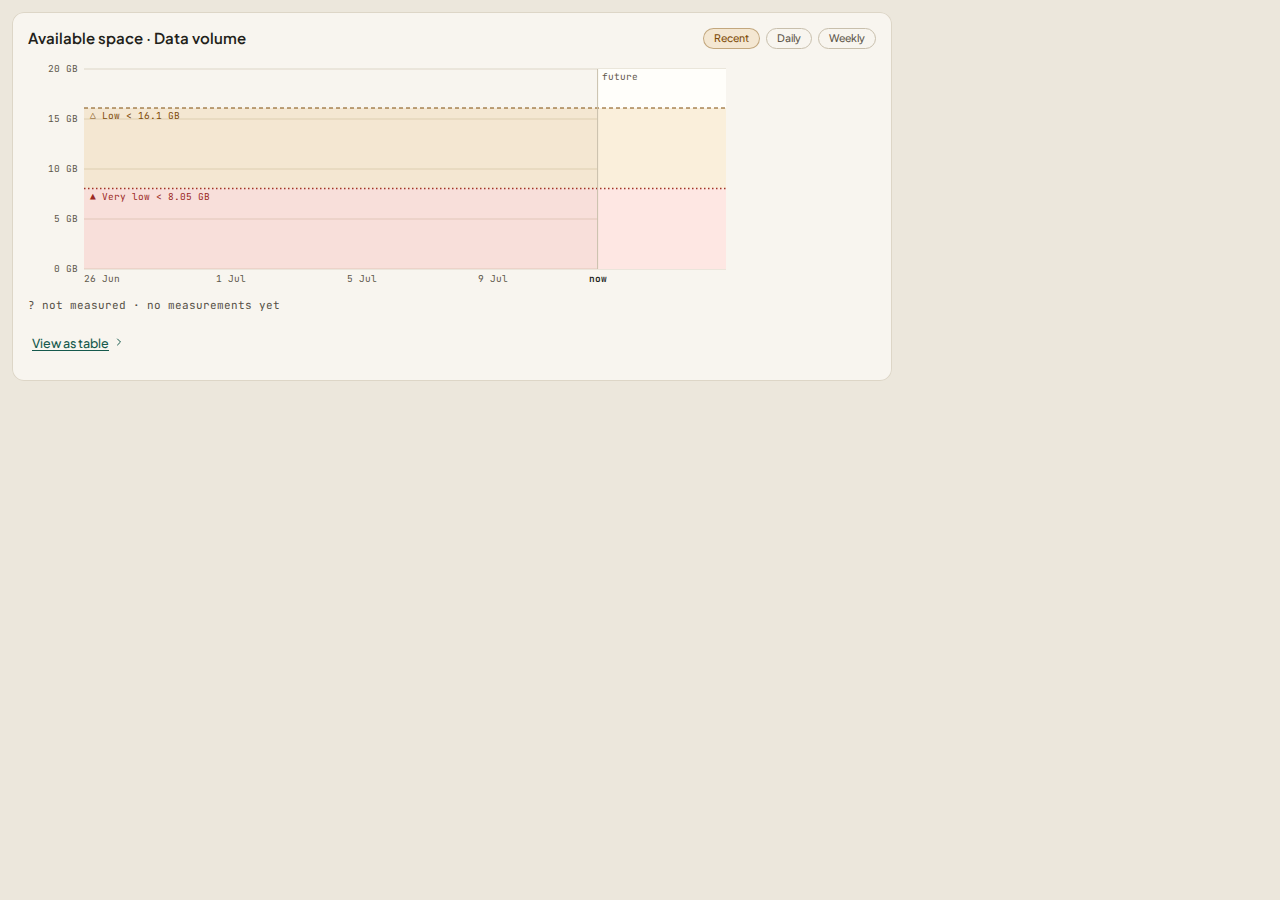 Available space · Data volume
Recent Daily Weekly
20 GB
future
15 GB
△ Low < 16.1 GB
10 GB
▲ Very low < 8.05 GB
5 GB
0 GB
26 Jun 1 Jul 5 Jul 9 Jul now
? not measured · no measurements yet
View as table ›